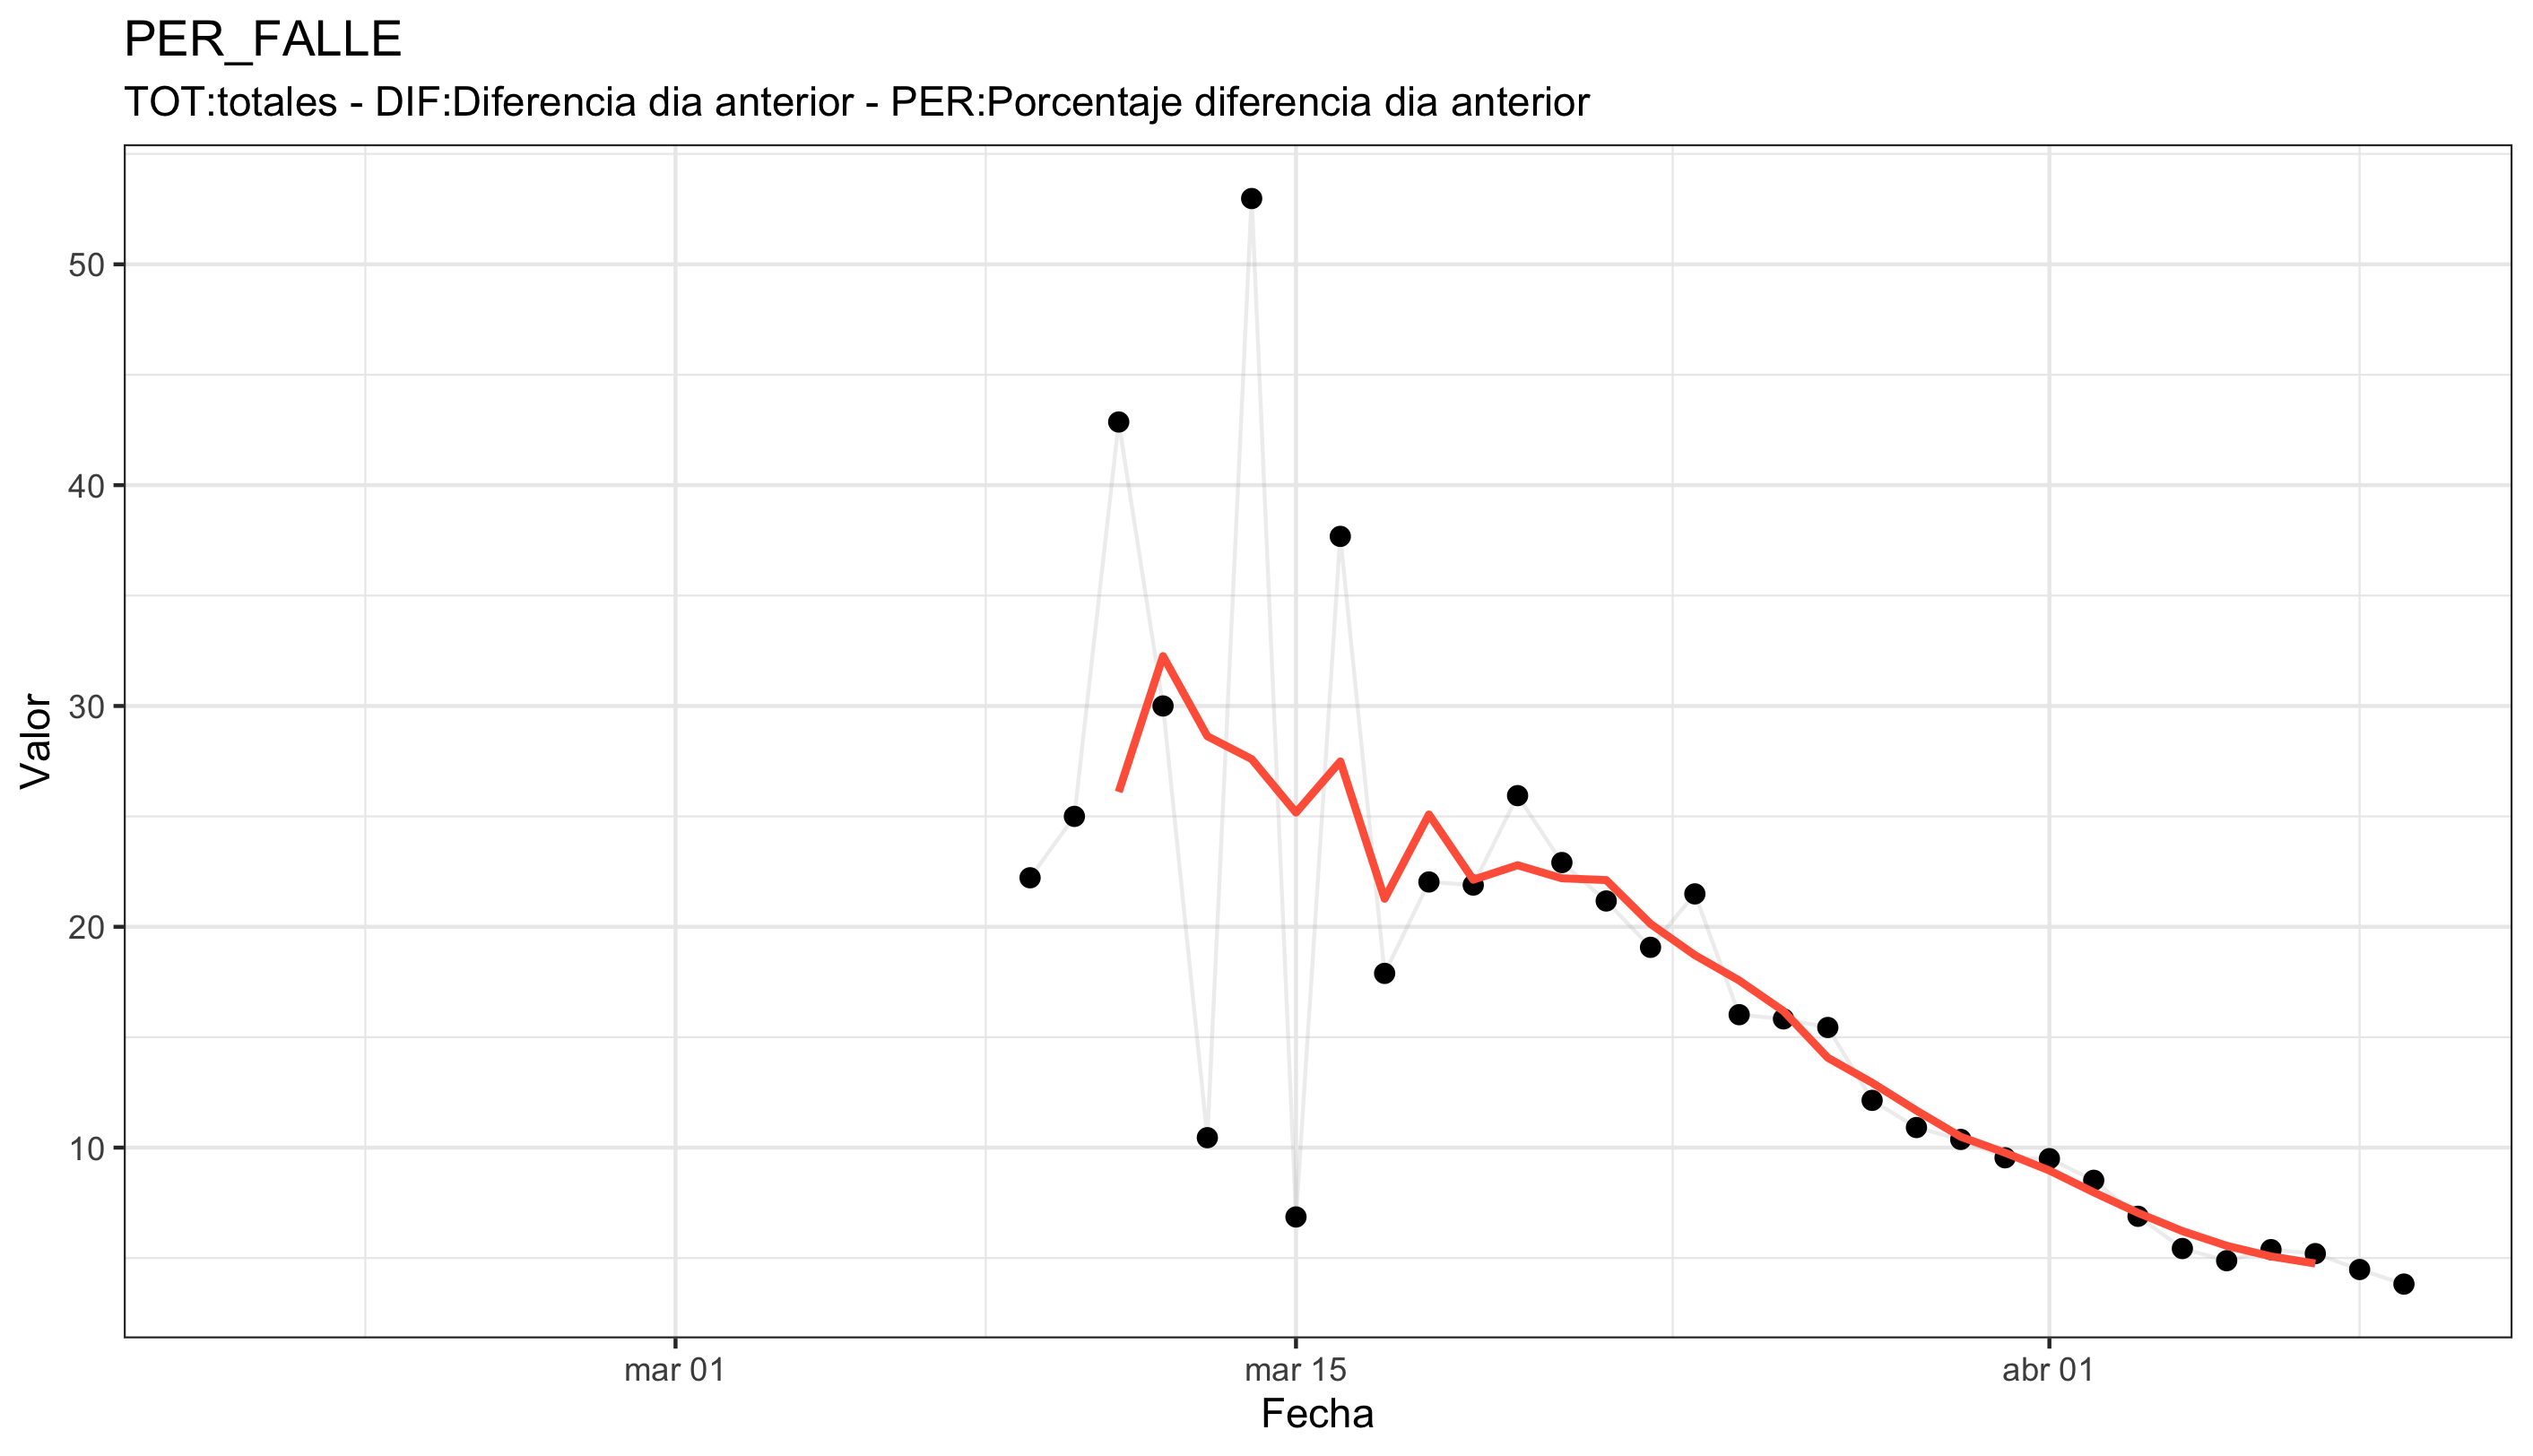 PER_FALLE
TOT:totales - DIF:Diferencia dia anterior - PER:Porcentaje diferencia dia anterior
Valor
50
40
30
20
10
mar 01
mar 15
abr 01
Fecha